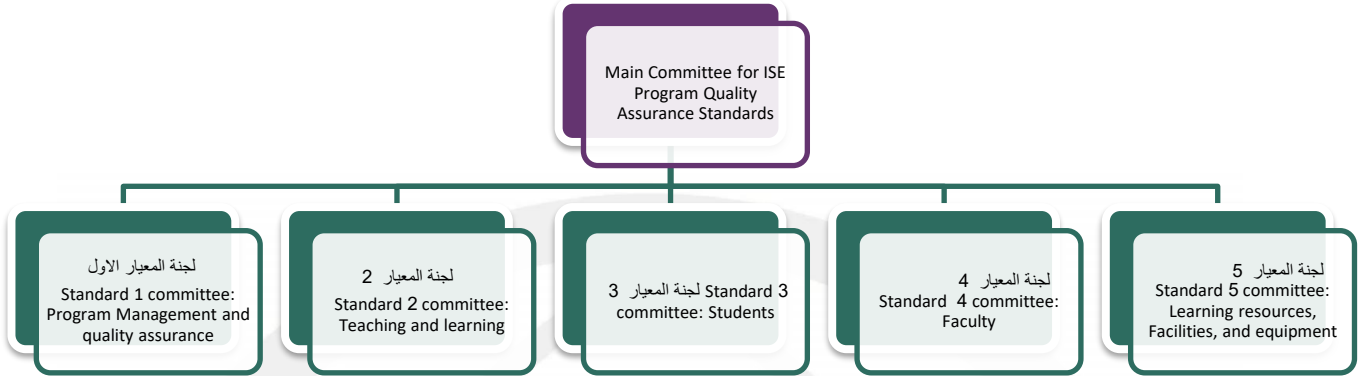 Main Committee for ISE
Program Quality
Assurance Standards
لجنة المعيار الاول
Standard 1 committee:
Program Management and
quality assurance
لجنة المعيار 2
Standard 2 committee:
Teaching and learning
لجنة المعيار 3 Standard 3
committee: Students
لجنة المعيار 4
Standard 4 committee:
Faculty
لجنة المعيار 5
Standard 5 committee:
Learning resources,
Facilities, and equipment